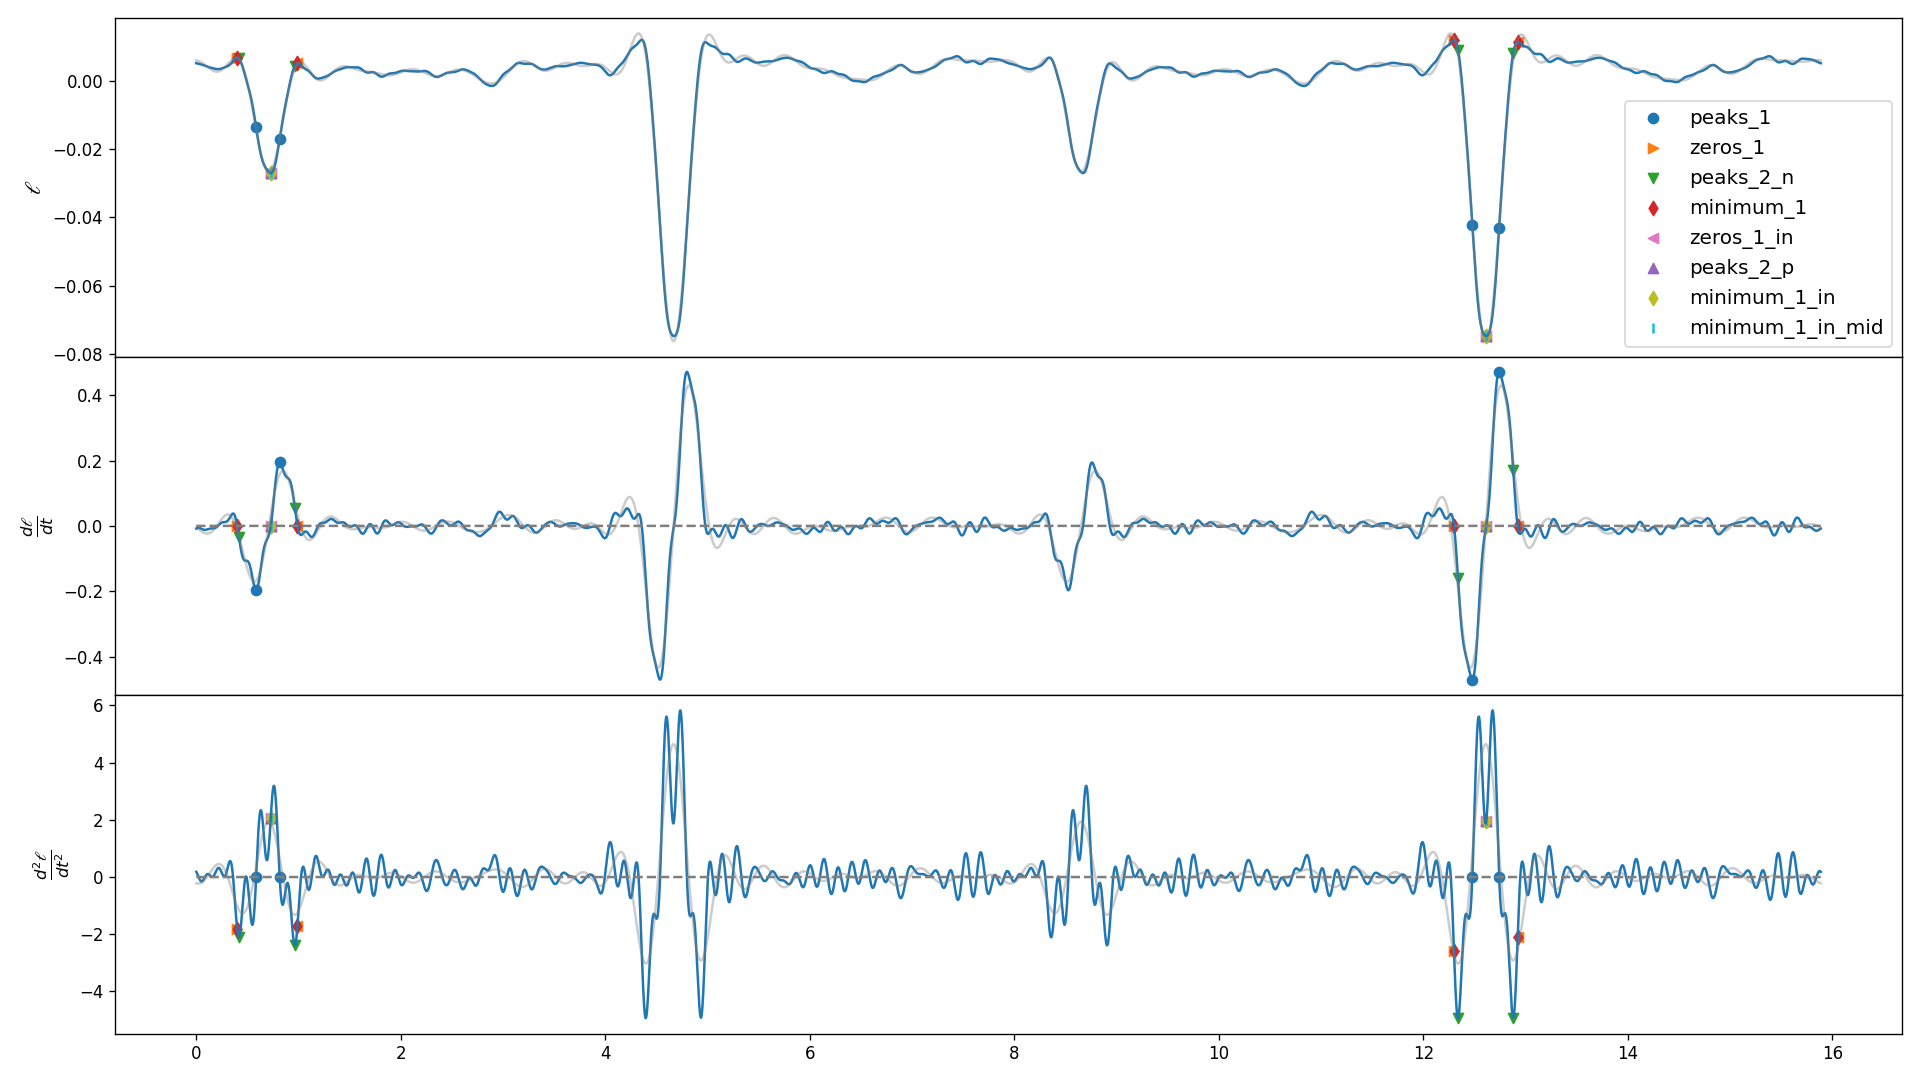 0.00
−0.02
−0.04
−0.06
−0.08
ℓ
peaks_1
zeros_1
peaks_2_n
minimum_1
zeros_1_in
peaks_2_p
minimum_1_in
minimum_1_in_mid
0.4
0.2
0.0
−0.2
−0.4
dℓ/dt
6
4
2
0
−2
−4
d²ℓ/dt²
0 2 4 6 8 10 12 14 16